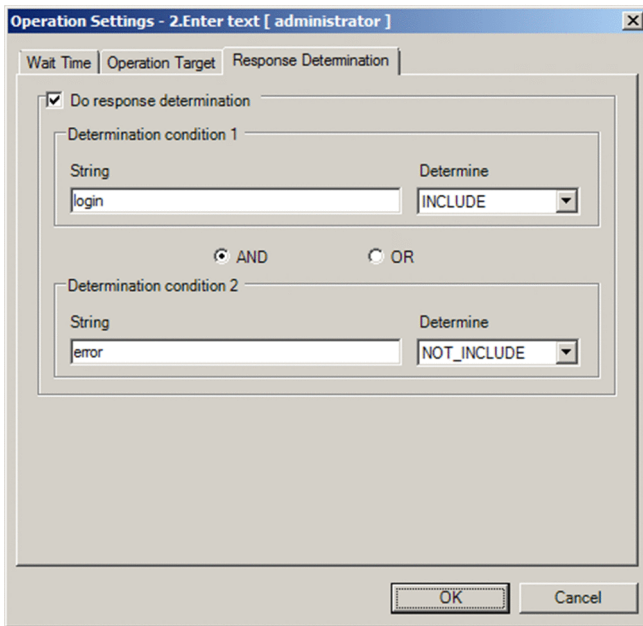 Operation Settings - 2.Enter text [ administrator ]
Wait Time Operation Target Response Determination
Do response determination
Determination condition 1
String Determine
login INCLUDE
AND OR
Determination condition 2
String Determine
error NOT_INCLUDE
OK Cancel